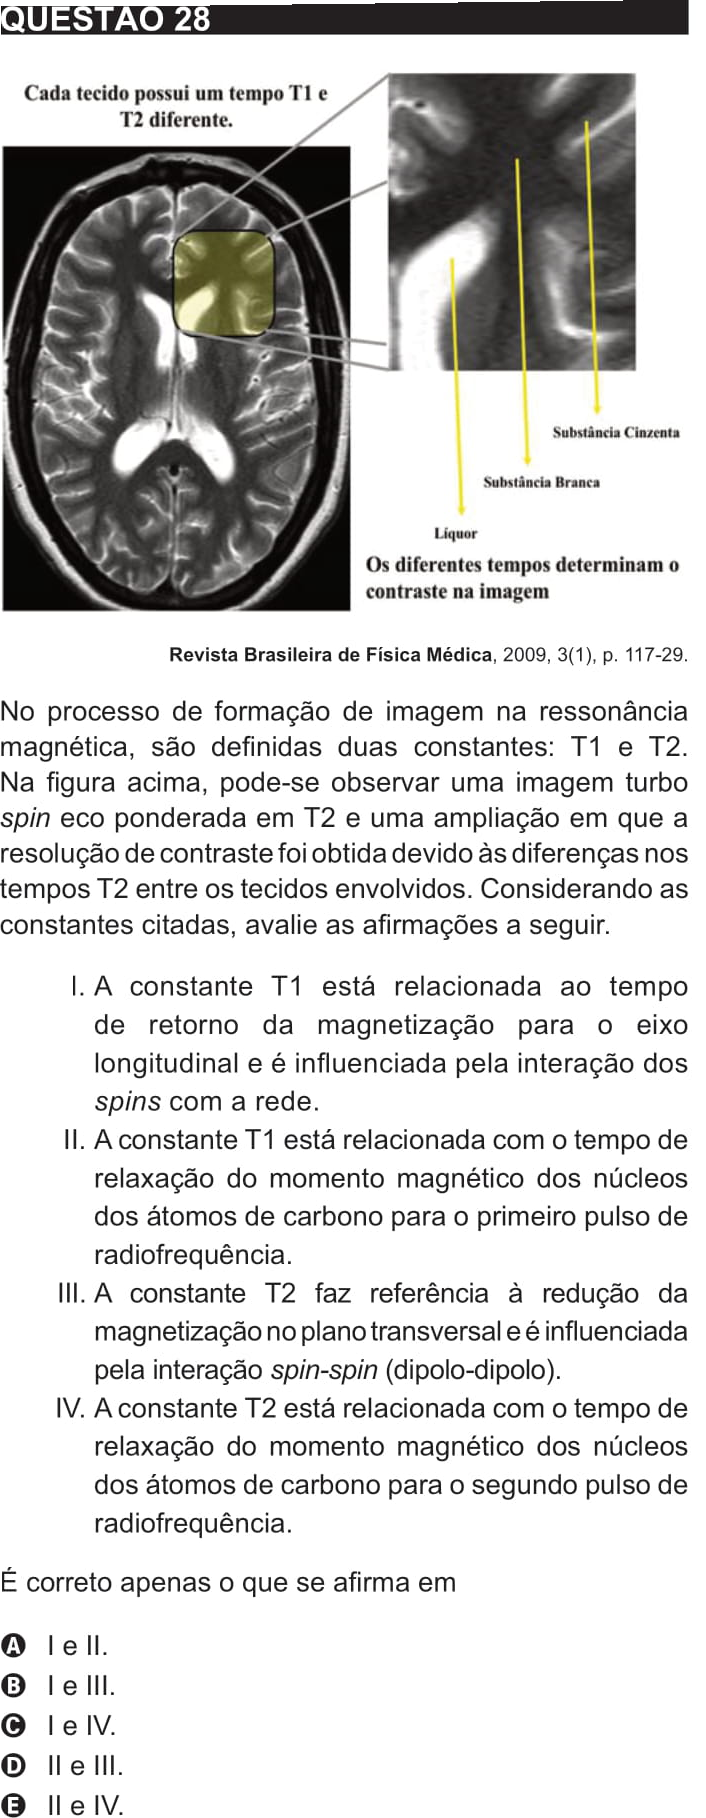 QUESTÃO 28
Cada tecido possui um tempo T1 e
T2 diferente.
Substância Cinzenta
Substância Branca
Líquor
Os diferentes tempos determinam o
contraste na imagem
Revista Brasileira de Física Médica, 2009, 3(1), p. 117-29.
No processo de formação de imagem na ressonância
magnética, são definidas duas constantes: T1 e T2.
Na figura acima, pode-se observar uma imagem turbo
spin eco ponderada em T2 e uma ampliação em que a
resolução de contraste foi obtida devido às diferenças nos
tempos T2 entre os tecidos envolvidos. Considerando as
constantes citadas, avalie as afirmações a seguir.
I. A constante T1 está relacionada ao tempo
de retorno da magnetização para o eixo
longitudinal e é influenciada pela interação dos
spins com a rede.
II. A constante T1 está relacionada com o tempo de
relaxação do momento magnético dos núcleos
dos átomos de carbono para o primeiro pulso de
radiofrequência.
III. A constante T2 faz referência à redução da
magnetização no plano transversal e é influenciada
pela interação spin-spin (dipolo-dipolo).
IV. A constante T2 está relacionada com o tempo de
relaxação do momento magnético dos núcleos
dos átomos de carbono para o segundo pulso de
radiofrequência.
É correto apenas o que se afirma em
A I e II.
B I e III.
C I e IV.
D II e III.
E II e IV.